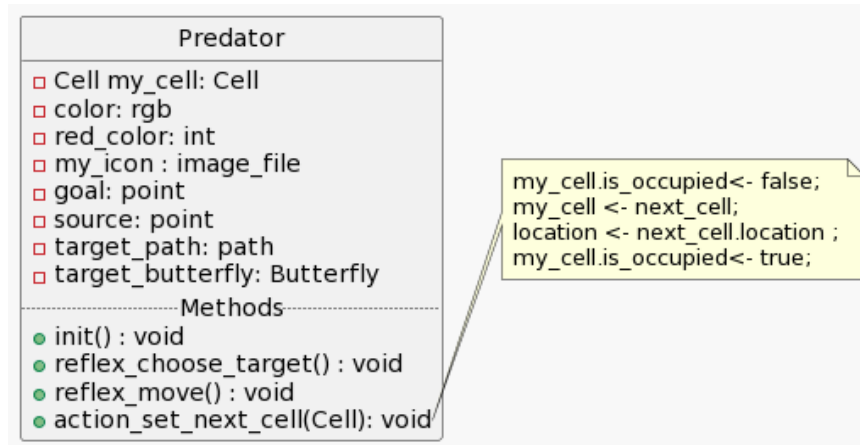 Predator
Cell my_cell: Cell
color: rgb
red_color: int
my_icon : image_file
goal: point
source: point
target_path: path
target_butterfly: Butterfly
Methods
init() : void
reflex_choose_target() : void
reflex_move() : void
action_set_next_cell(Cell): void
my_cell.is_occupied<- false;
my_cell <- next_cell;
location <- next_cell.location ;
my_cell.is_occupied<- true;